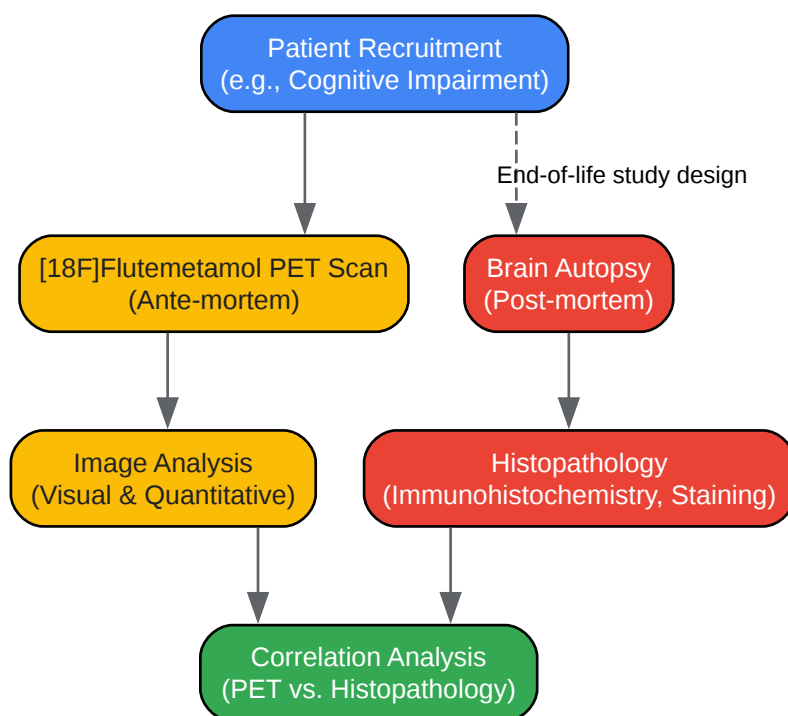 Patient Recruitment
(e.g., Cognitive Impairment)
End-of-life study design
[18F]Flutemetamol PET Scan
(Ante-mortem)
Brain Autopsy
(Post-mortem)
Image Analysis
(Visual & Quantitative)
Histopathology
(Immunohistochemistry, Staining)
Correlation Analysis
(PET vs. Histopathology)